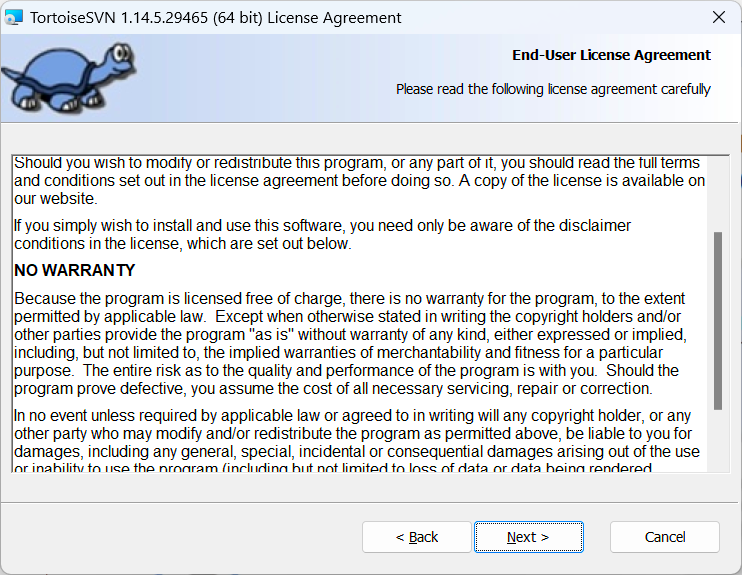 TortoiseSVN 1.14.5.29465 (64 bit) License Agreement
End-User License Agreement
Please read the following license agreement carefully
Should you wish to modify or redistribute this program, or any part of it, you should read the full terms
and conditions set out in the license agreement before doing so. A copy of the license is available on
our website.
If you simply wish to install and use this software, you need only be aware of the disclaimer
conditions in the license, which are set out below.
NO WARRANTY
Because the program is licensed free of charge, there is no warranty for the program, to the extent
permitted by applicable law.  Except when otherwise stated in writing the copyright holders and/or
other parties provide the program "as is" without warranty of any kind, either expressed or implied,
including, but not limited to, the implied warranties of merchantability and fitness for a particular
purpose.  The entire risk as to the quality and performance of the program is with you.  Should the
program prove defective, you assume the cost of all necessary servicing, repair or correction.
In no event unless required by applicable law or agreed to in writing will any copyright holder, or any
other party who may modify and/or redistribute the program as permitted above, be liable to you for
damages, including any general, special, incidental or consequential damages arising out of the use
or inability to use the program (including but not limited to loss of data or data being rendered
< Back
Next >
Cancel